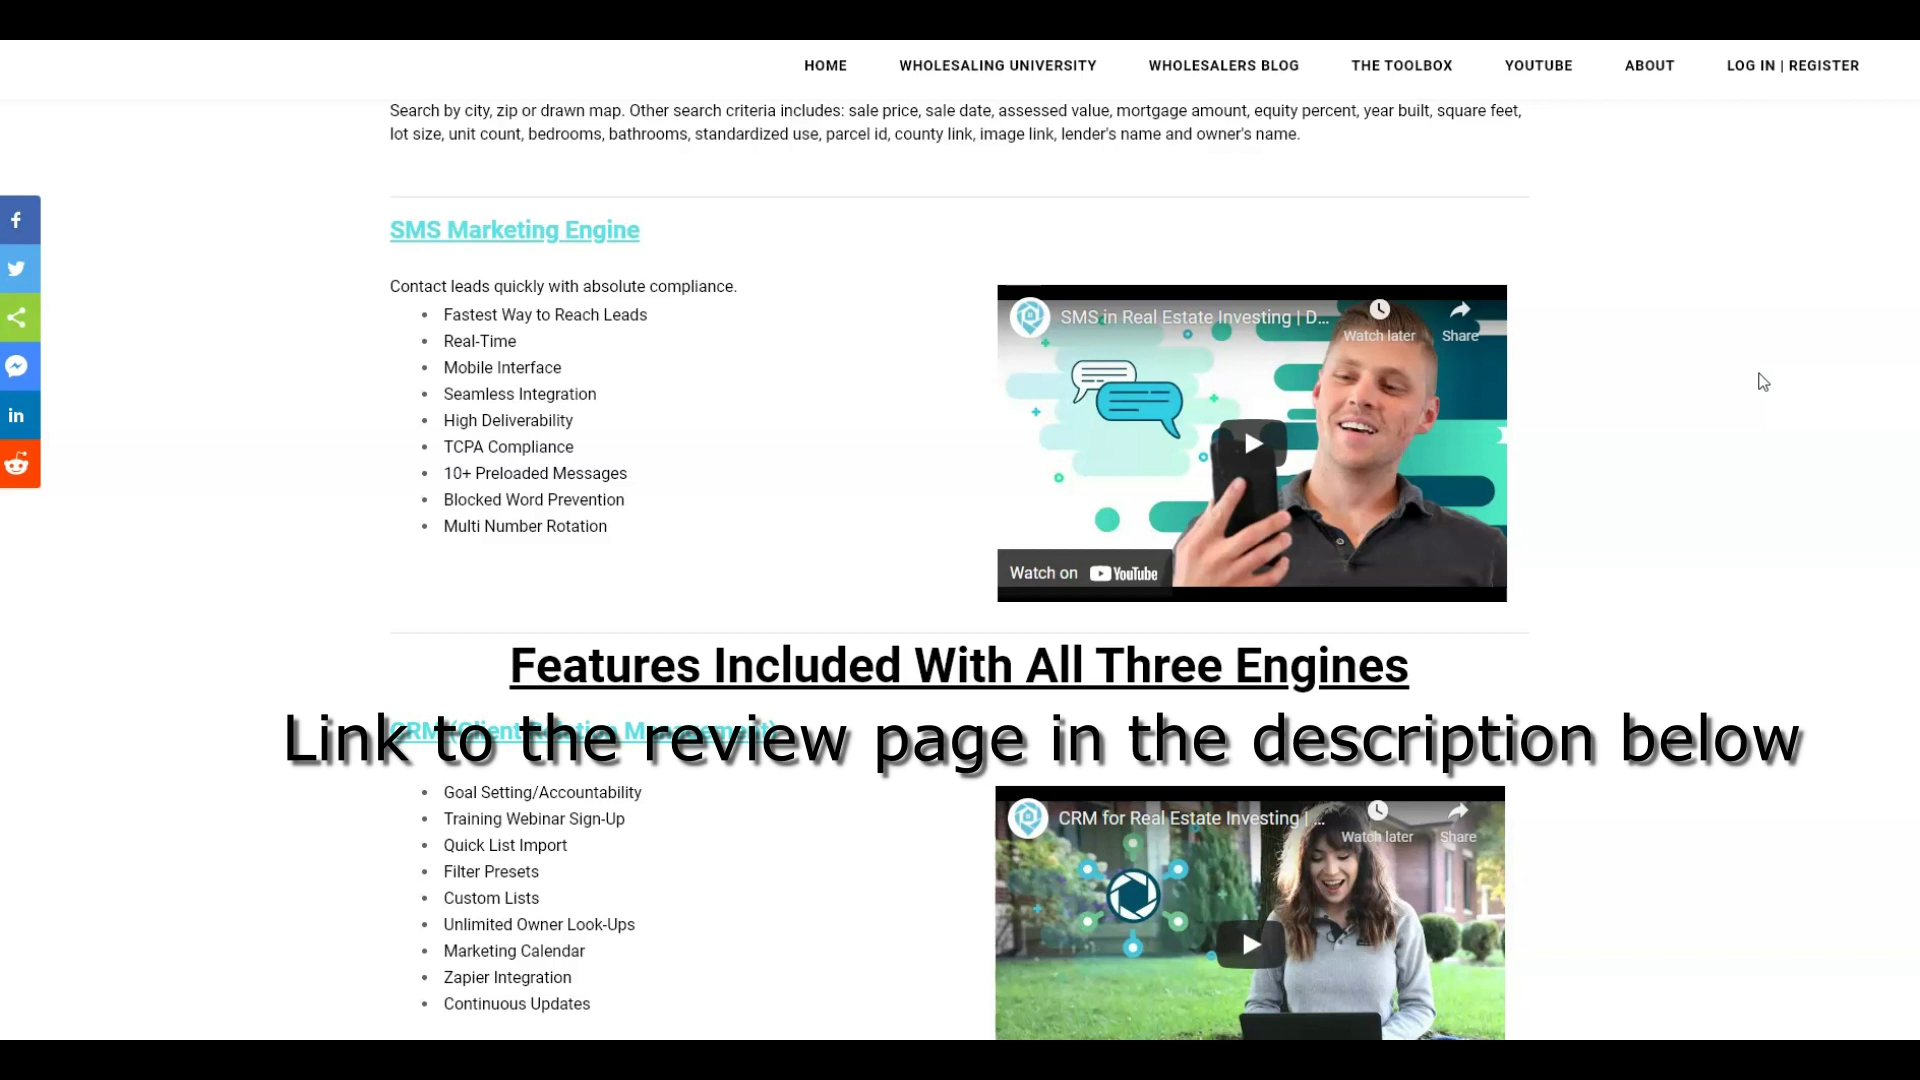 HOME WHOLESALING UNIVERSITY WHOLESALERS BLOG THE TOOLBOX YOUTUBE ABOUT LOG IN | REGISTER
Search by city, zip or drawn map. Other search criteria includes: sale price, sale date, assessed value, mortgage amount, equity percent, year built, square feet,
lot size, unit count, bedrooms, bathrooms, standardized use, parcel id, county link, image link, lender's name and owner's name.
SMS Marketing Engine
Contact leads quickly with absolute compliance.
Fastest Way to Reach Leads
Real-Time
Mobile Interface
Seamless Integration
High Deliverability
TCPA Compliance
10+ Preloaded Messages
Blocked Word Prevention
Multi Number Rotation
SMS in Real Estate Investing | D...
Watch later Share
Watch on YouTube
Features Included With All Three Engines
CRM (Client Relation Management)
Link to the review page in the description below
Goal Setting/Accountability
Training Webinar Sign-Up
Quick List Import
Filter Presets
Custom Lists
Unlimited Owner Look-Ups
Marketing Calendar
Zapier Integration
Continuous Updates
CRM for Real Estate Investing | ...
Watch later Share